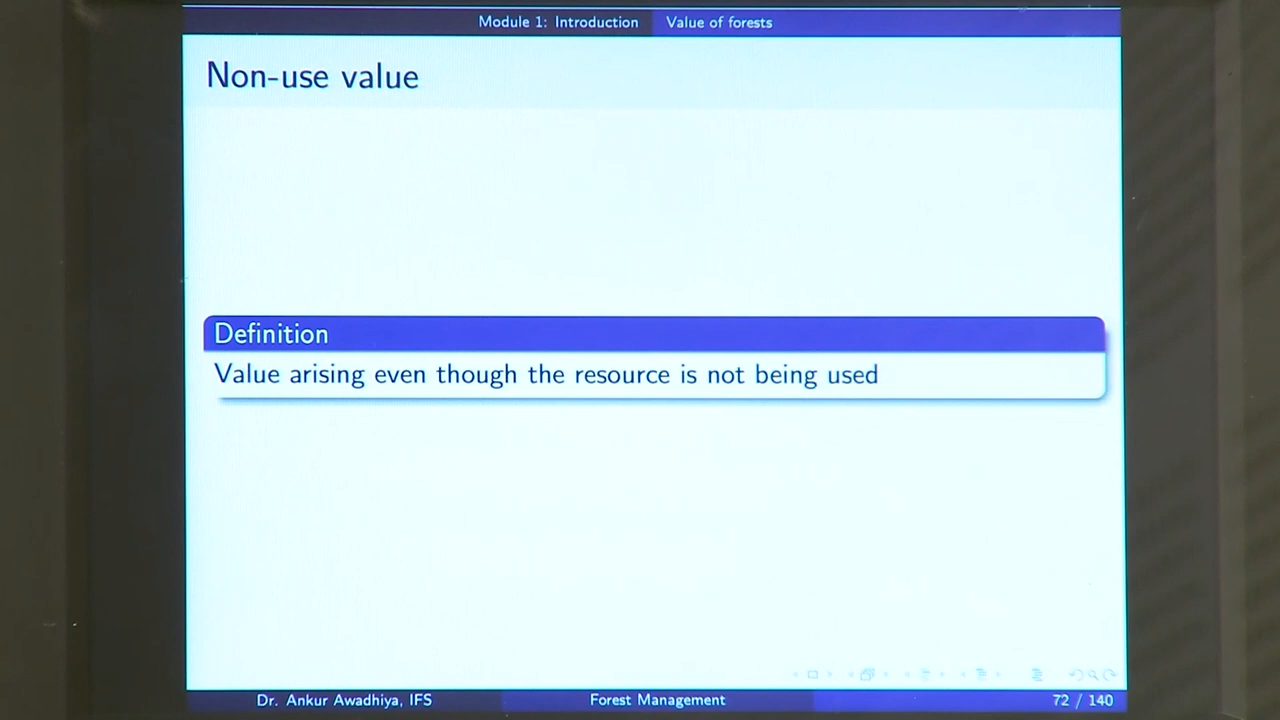 Module 1: Introduction Value of forests
Non-use value
Definition
Value arising even though the resource is not being used
Dr. Ankur Awadhiya, IFS Forest Management 72 / 140